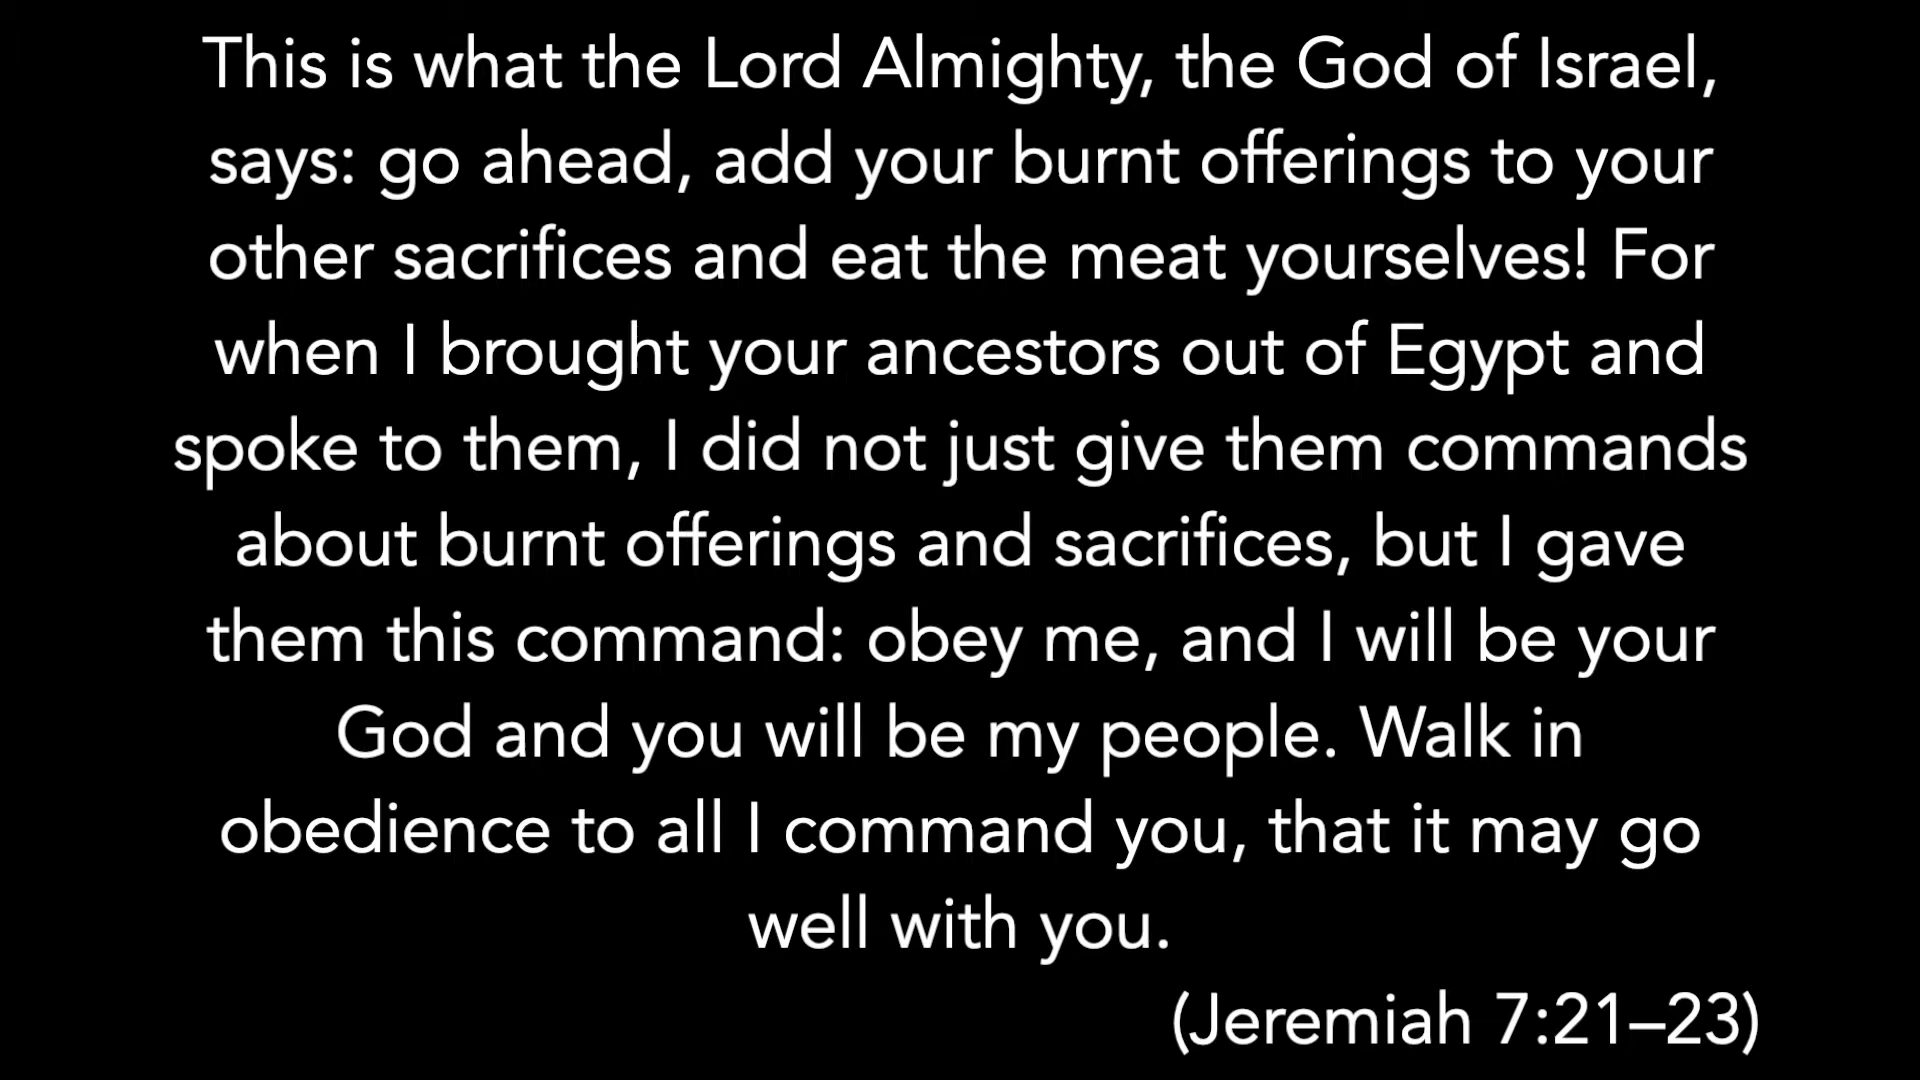 This is what the Lord Almighty, the God of Israel,
says: go ahead, add your burnt offerings to your
other sacrifices and eat the meat yourselves! For
when I brought your ancestors out of Egypt and
spoke to them, I did not just give them commands
about burnt offerings and sacrifices, but I gave
them this command: obey me, and I will be your
God and you will be my people. Walk in
obedience to all I command you, that it may go
well with you.
(Jeremiah 7:21–23)